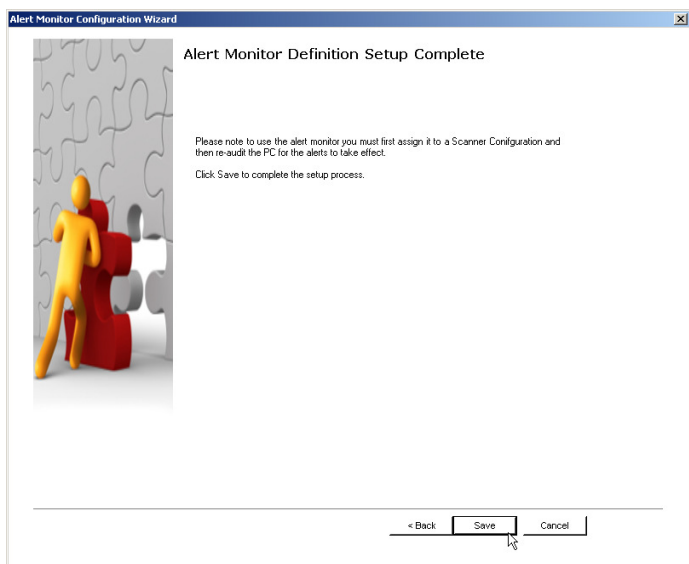 Alert Monitor Configuration Wizard
Alert Monitor Definition Setup Complete
Please note to use the alert monitor you must first assign it to a Scanner Conifguration and
then re-audit the PC for the alerts to take effect.
Click Save to complete the setup process.
< Back Save Cancel